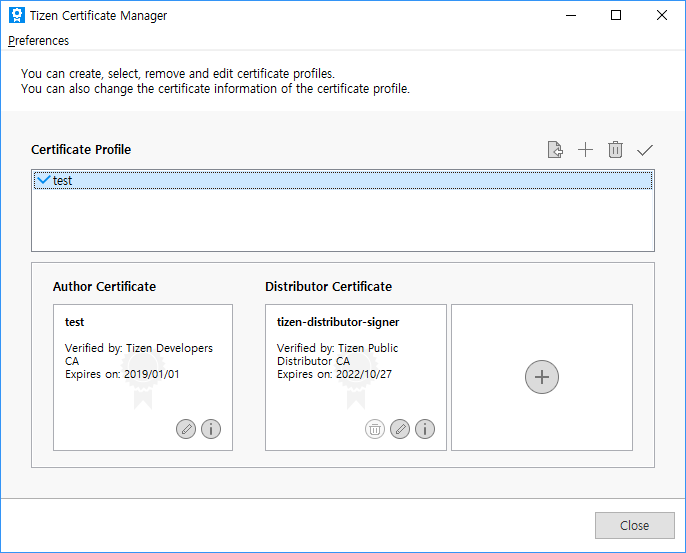 Tizen Certificate Manager
Preferences
You can create, select, remove and edit certificate profiles.
You can also change the certificate information of the certificate profile.
Certificate Profile
test
Author Certificate
Distributor Certificate
test
Verified by: Tizen Developers
CA
Expires on: 2019/01/01
tizen-distributor-signer
Verified by: Tizen Public
Distributor CA
Expires on: 2022/10/27
Close